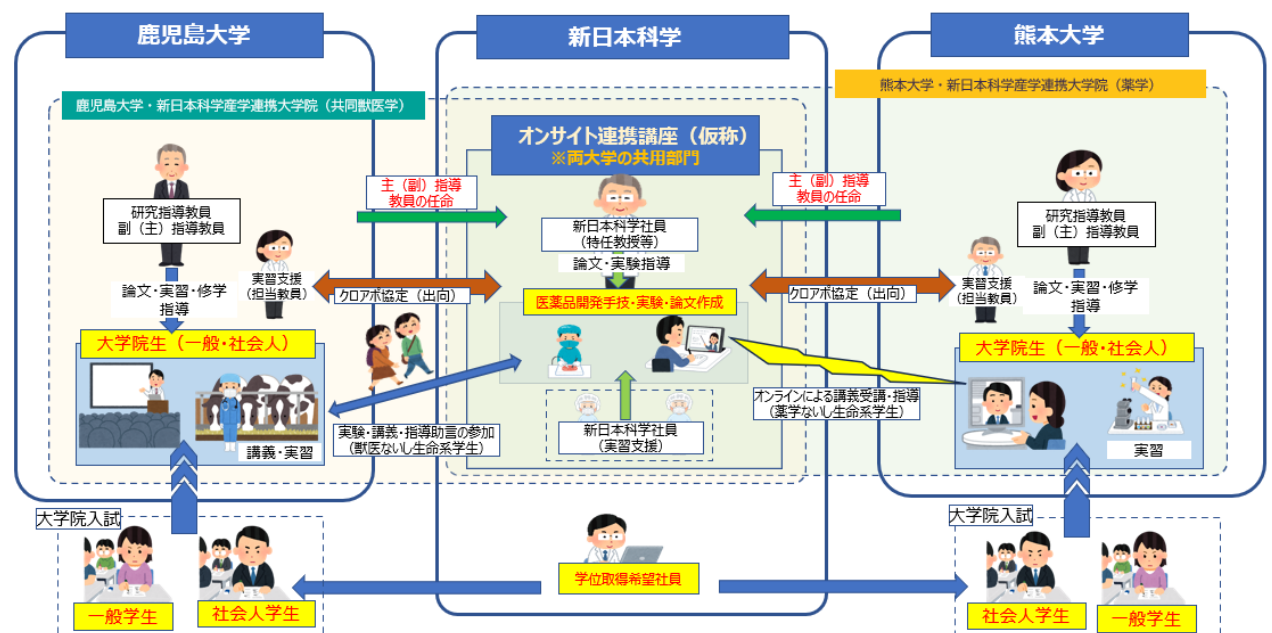 鹿児島大学
新日本科学
熊本大学
鹿児島大学・新日本科学産学連携大学院（共同獣医学）
熊本大学・新日本科学産学連携大学院（薬学）
オンサイト連携講座（仮称）
※両大学の共用部門
研究指導教員
副（主）指導教員
主（副）指導
教員の任命
新日本科学社員
（特任教授等）
主（副）指導
教員の任命
研究指導教員
副（主）指導教員
論文・実験指導
実習支援
（担当教員）
クロアポ協定（出向）
クロアポ協定（出向）
実習支援
（担当教員）
論文・実習・修学
指導
論文・実習・修学
指導
医薬品開発手技・実験・論文作成
大学院生（一般・社会人）
大学院生（一般・社会人）
講義・実習
実験・講義・指導助言の参加
（獣医ないし生命系学生）
新日本科学社員
（実習支援）
オンラインによる講義受講・指導
（薬学ないし生命系学生）
実習
大学院入試
大学院入試
学位取得希望社員
一般学生
社会人学生
社会人学生
一般学生